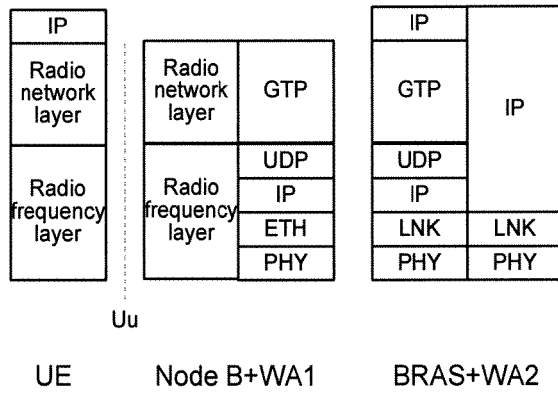 IP
Radio
network
layer
Radio
frequency
layer
Uu
UE
Radio
network
layer
GTP
Radio
frequency
layer
UDP
IP
ETH
PHY
Node B+WA1
IP
GTP
UDP
IP
LNK
PHY
IP
LNK
PHY
BRAS+WA2